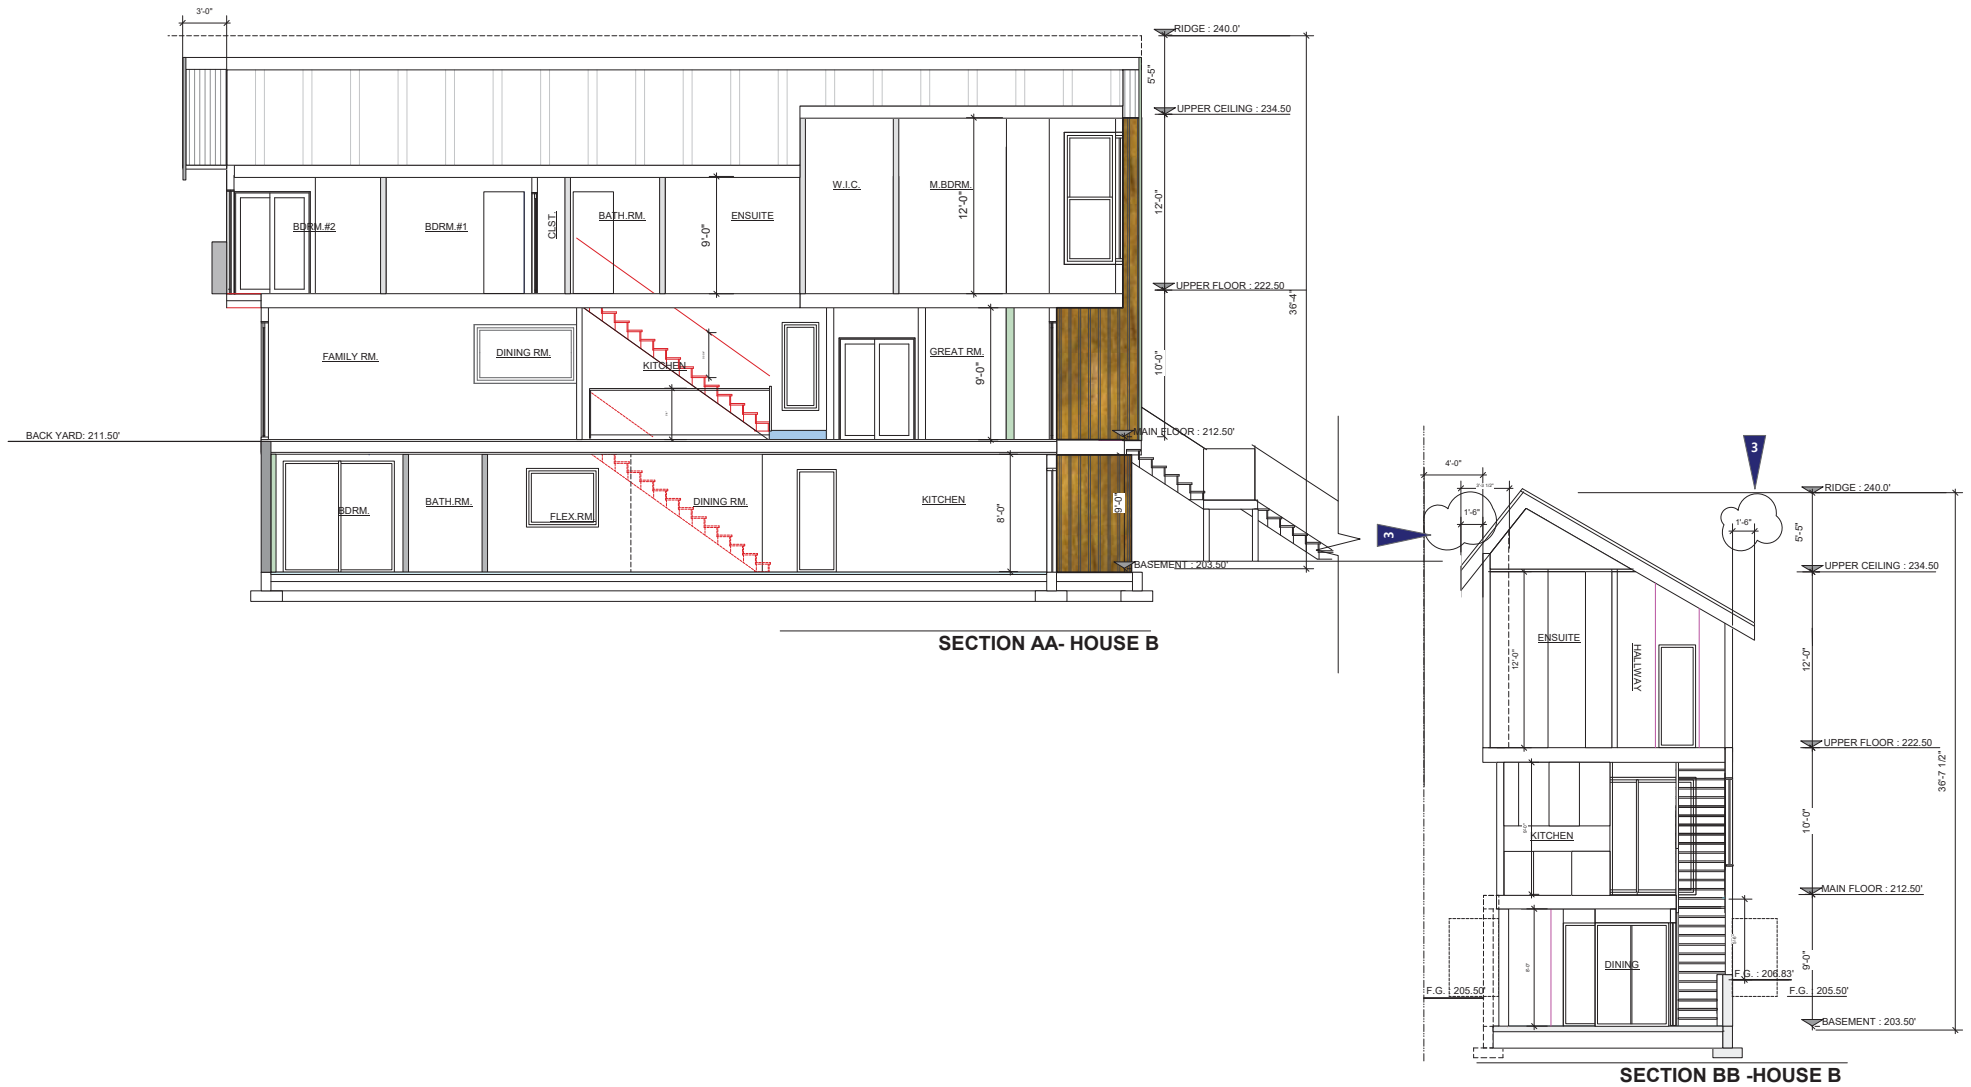 3'-0"
RIDGE : 240.0'
5'-5"
UPPER CEILING : 234.50
W.I.C.
M.BDRM.
12'-0"
12'-0"
BDRM.#2
BDRM.#1
CLST.
BATH.RM.
ENSUITE
9'-0"
UPPER FLOOR : 222.50
36'-4"
FAMILY RM.
DINING RM.
KITCHEN
GREAT RM.
9'-0"
10'-0"
BACK YARD: 211.50'
MAIN FLOOR : 212.50'
BDRM.
BATH.RM.
FLEX.RM
DINING RM.
KITCHEN
8'-0"
9'-0"
BASEMENT : 203.50'
SECTION AA- HOUSE B
3
4'-0"
1'-6"
3
1'-6"
RIDGE : 240.0'
5'-5"
UPPER CEILING : 234.50
ENSUITE
HALLWAY
12'-0"
12'-0"
UPPER FLOOR : 222.50
36'-7 1/2"
KITCHEN
10'-0"
MAIN FLOOR : 212.50'
DINING
8'-0"
9'-0"
F.G. : 206.83'
F.G. : 205.50'
F.G. : 205.50'
BASEMENT : 203.50'
SECTION BB -HOUSE B